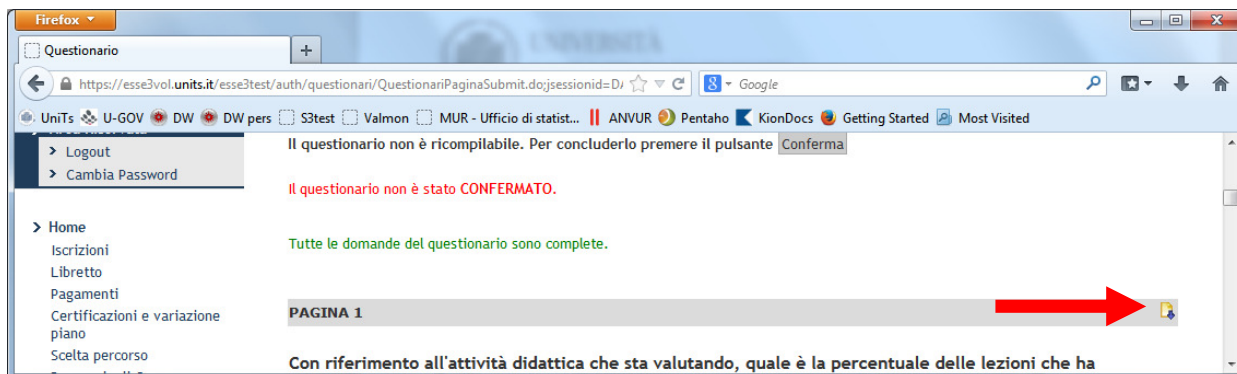 Firefox
UNIVERSITÀ
Questionario
+
https://esse3vol.units.it/esse3test/auth/questionari/QuestionariPaginaSubmit.do;jsessionid=D
Google
UniTs U-GOV DW DW pers S3test Valmon MUR - Ufficio di statist... ANVUR Pentaho KionDocs Getting Started Most Visited
Logout
Cambia Password
Home
Iscrizioni
Libretto
Pagamenti
Certificazioni e variazione
piano
Scelta percorso
Il questionario non è ricompilabile. Per concluderlo premere il pulsante Conferma
Il questionario non è stato CONFERMATO.
Tutte le domande del questionario sono complete.
PAGINA 1
Con riferimento all'attività didattica che sta valutando, quale è la percentuale delle lezioni che ha